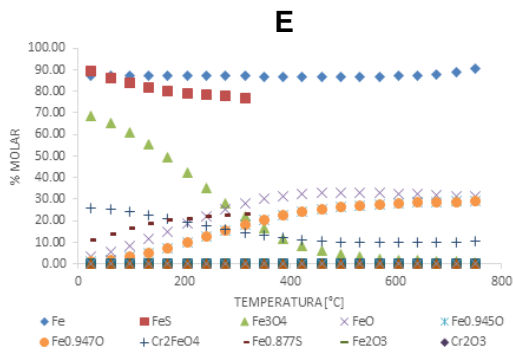 E
100.00
90.00
80.00
70.00
60.00
50.00
40.00
30.00
20.00
10.00
0.00
% MOLAR
0 200 400 600 800
TEMPERATURA[°C]
Fe FeS Fe3O4 FeO Fe0.945O
Fe0.947O Cr2FeO4 Fe0.877S Fe2O3 Cr2O3